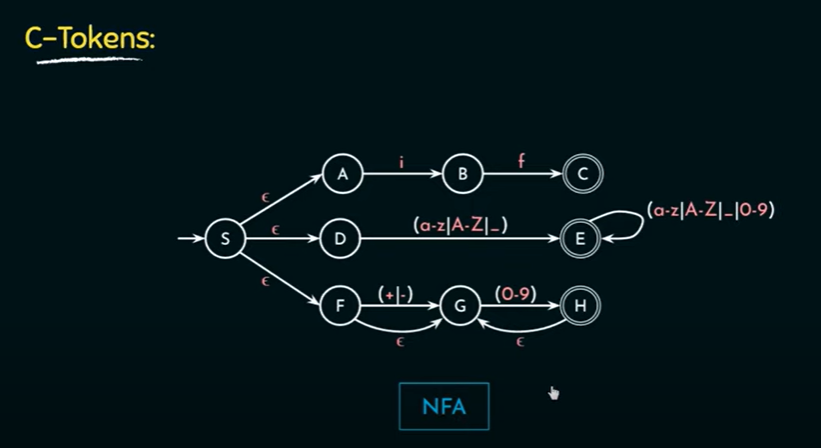 C-Tokens:
A i B f C
ϵ
S ϵ D (a-z|A-Z|_) E (a-z|A-Z|_|0-9)
ϵ
F (+|-) G (0-9) H
ϵ ϵ
NFA